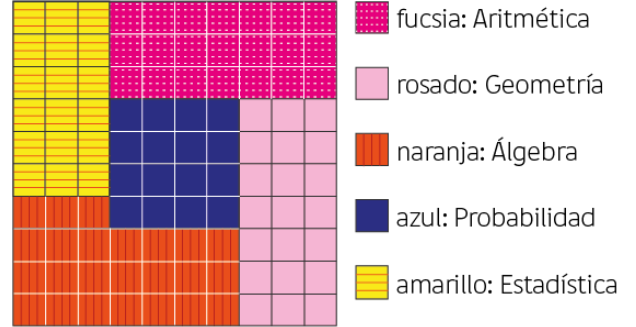 fucsia: Aritmética
rosado: Geometría
naranja: Álgebra
azul: Probabilidad
amarillo: Estadística